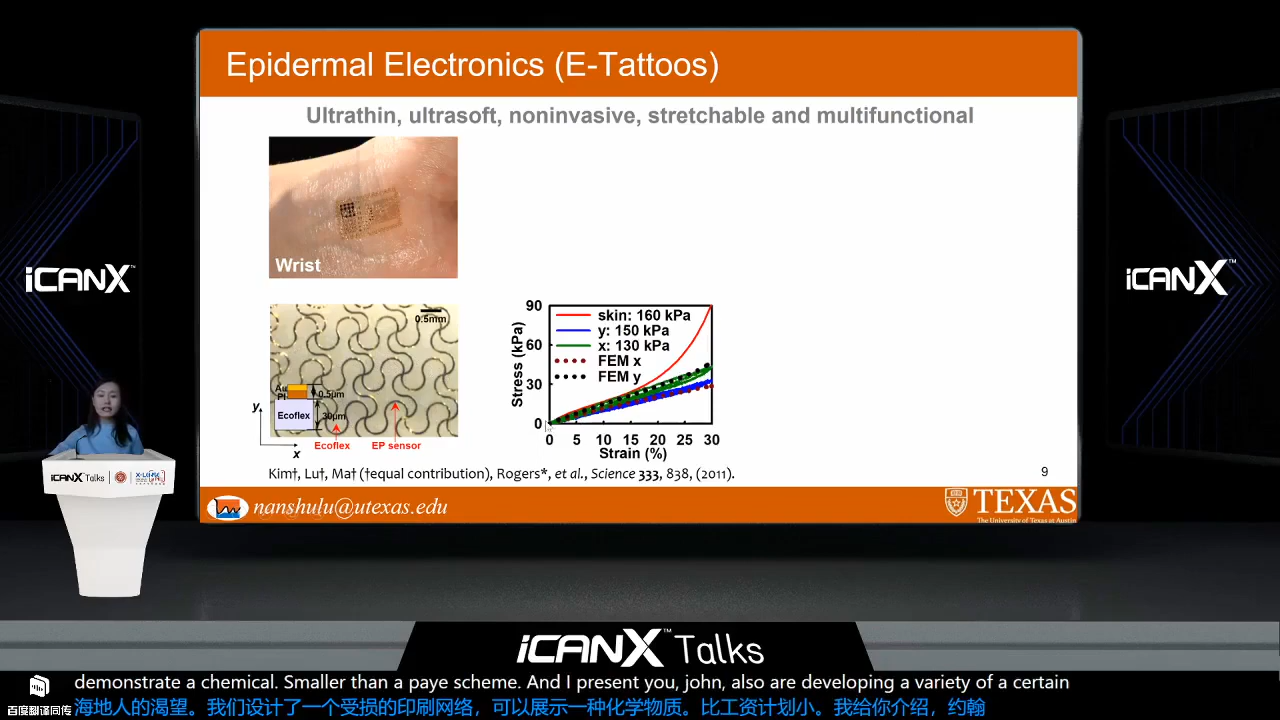 Epidermal Electronics (E-Tattoos)
Ultrathin, ultrasoft, noninvasive, stretchable and multifunctional
Wrist
0.5mm
Au
PI
0.5μm
Ecoflex
30μm
y
x
Ecoflex
EP sensor
90
60
30
0
Stress (kPa)
skin: 160 kPa
y: 150 kPa
x: 130 kPa
FEM x
FEM y
0 5 10 15 20 25 30
Strain (%)
Kim†, Lu†, Ma† (†equal contribution), Rogers*, et al., Science 333, 838, (2011).
9
nanshulu@utexas.edu
TEXAS
The University of Texas at Austin
iCANX™
iCANX™
iCANX Talks
iCANX™ Talks
demonstrate a chemical. Smaller than a paye scheme. And I present you, john, also are developing a variety of a certain
百度翻译同传
海地人的渴望。我们设计了一个受损的印刷网络，可以展示一种化学物质。比工资计划小。我给你介绍，约翰